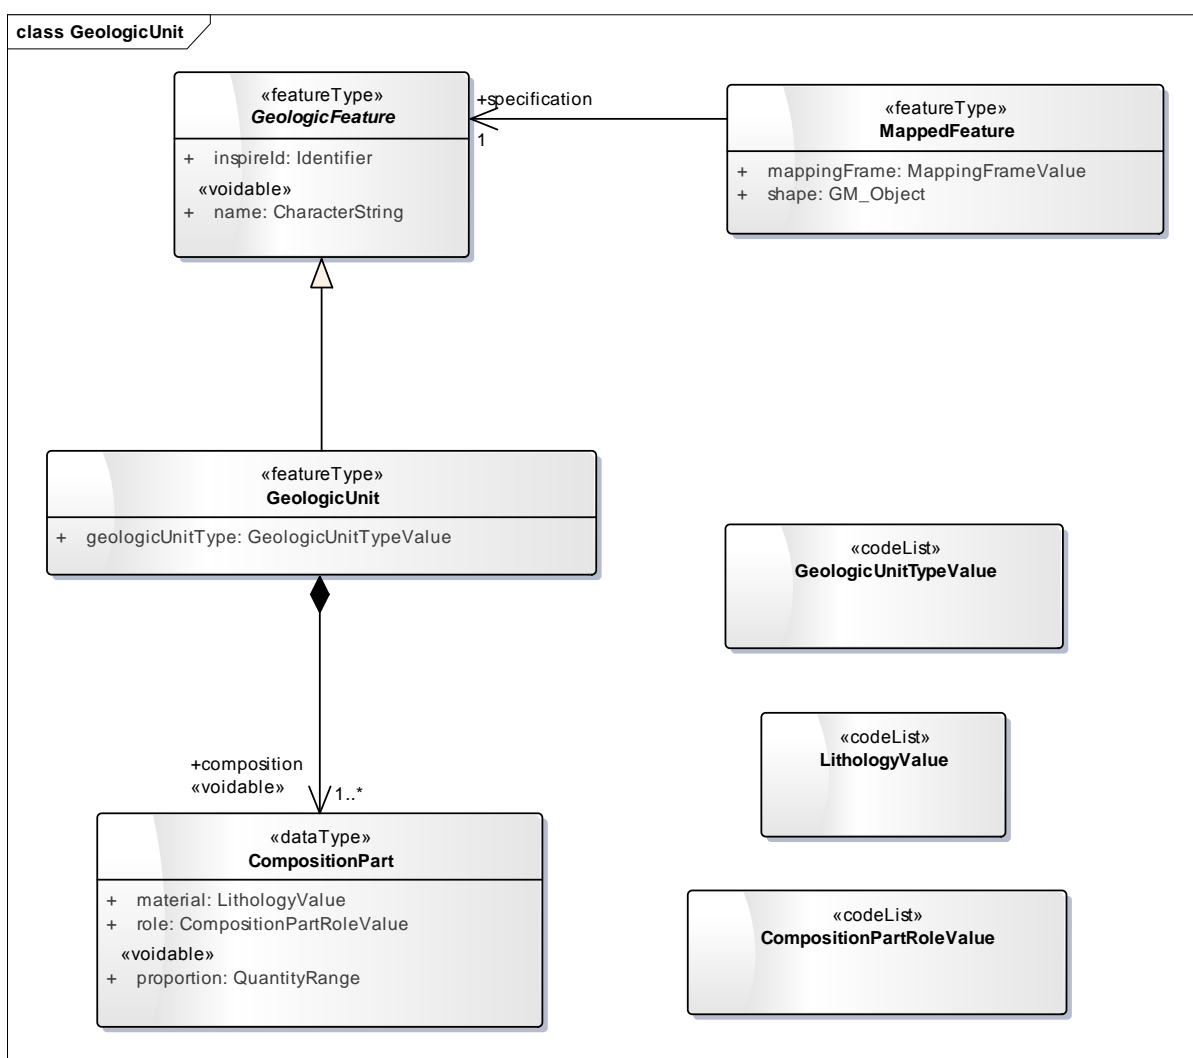 class GeologicUnit
«featureType»
GeologicFeature
+ inspireId: Identifier
«voidable»
+ name: CharacterString
+specification
1
«featureType»
MappedFeature
+ mappingFrame: MappingFrameValue
+ shape: GM_Object
«featureType»
GeologicUnit
+ geologicUnitType: GeologicUnitTypeValue
«codeList»
GeologicUnitTypeValue
«codeList»
LithologyValue
+composition
«voidable»
1..*
«dataType»
CompositionPart
+ material: LithologyValue
+ role: CompositionPartRoleValue
«voidable»
+ proportion: QuantityRange
«codeList»
CompositionPartRoleValue